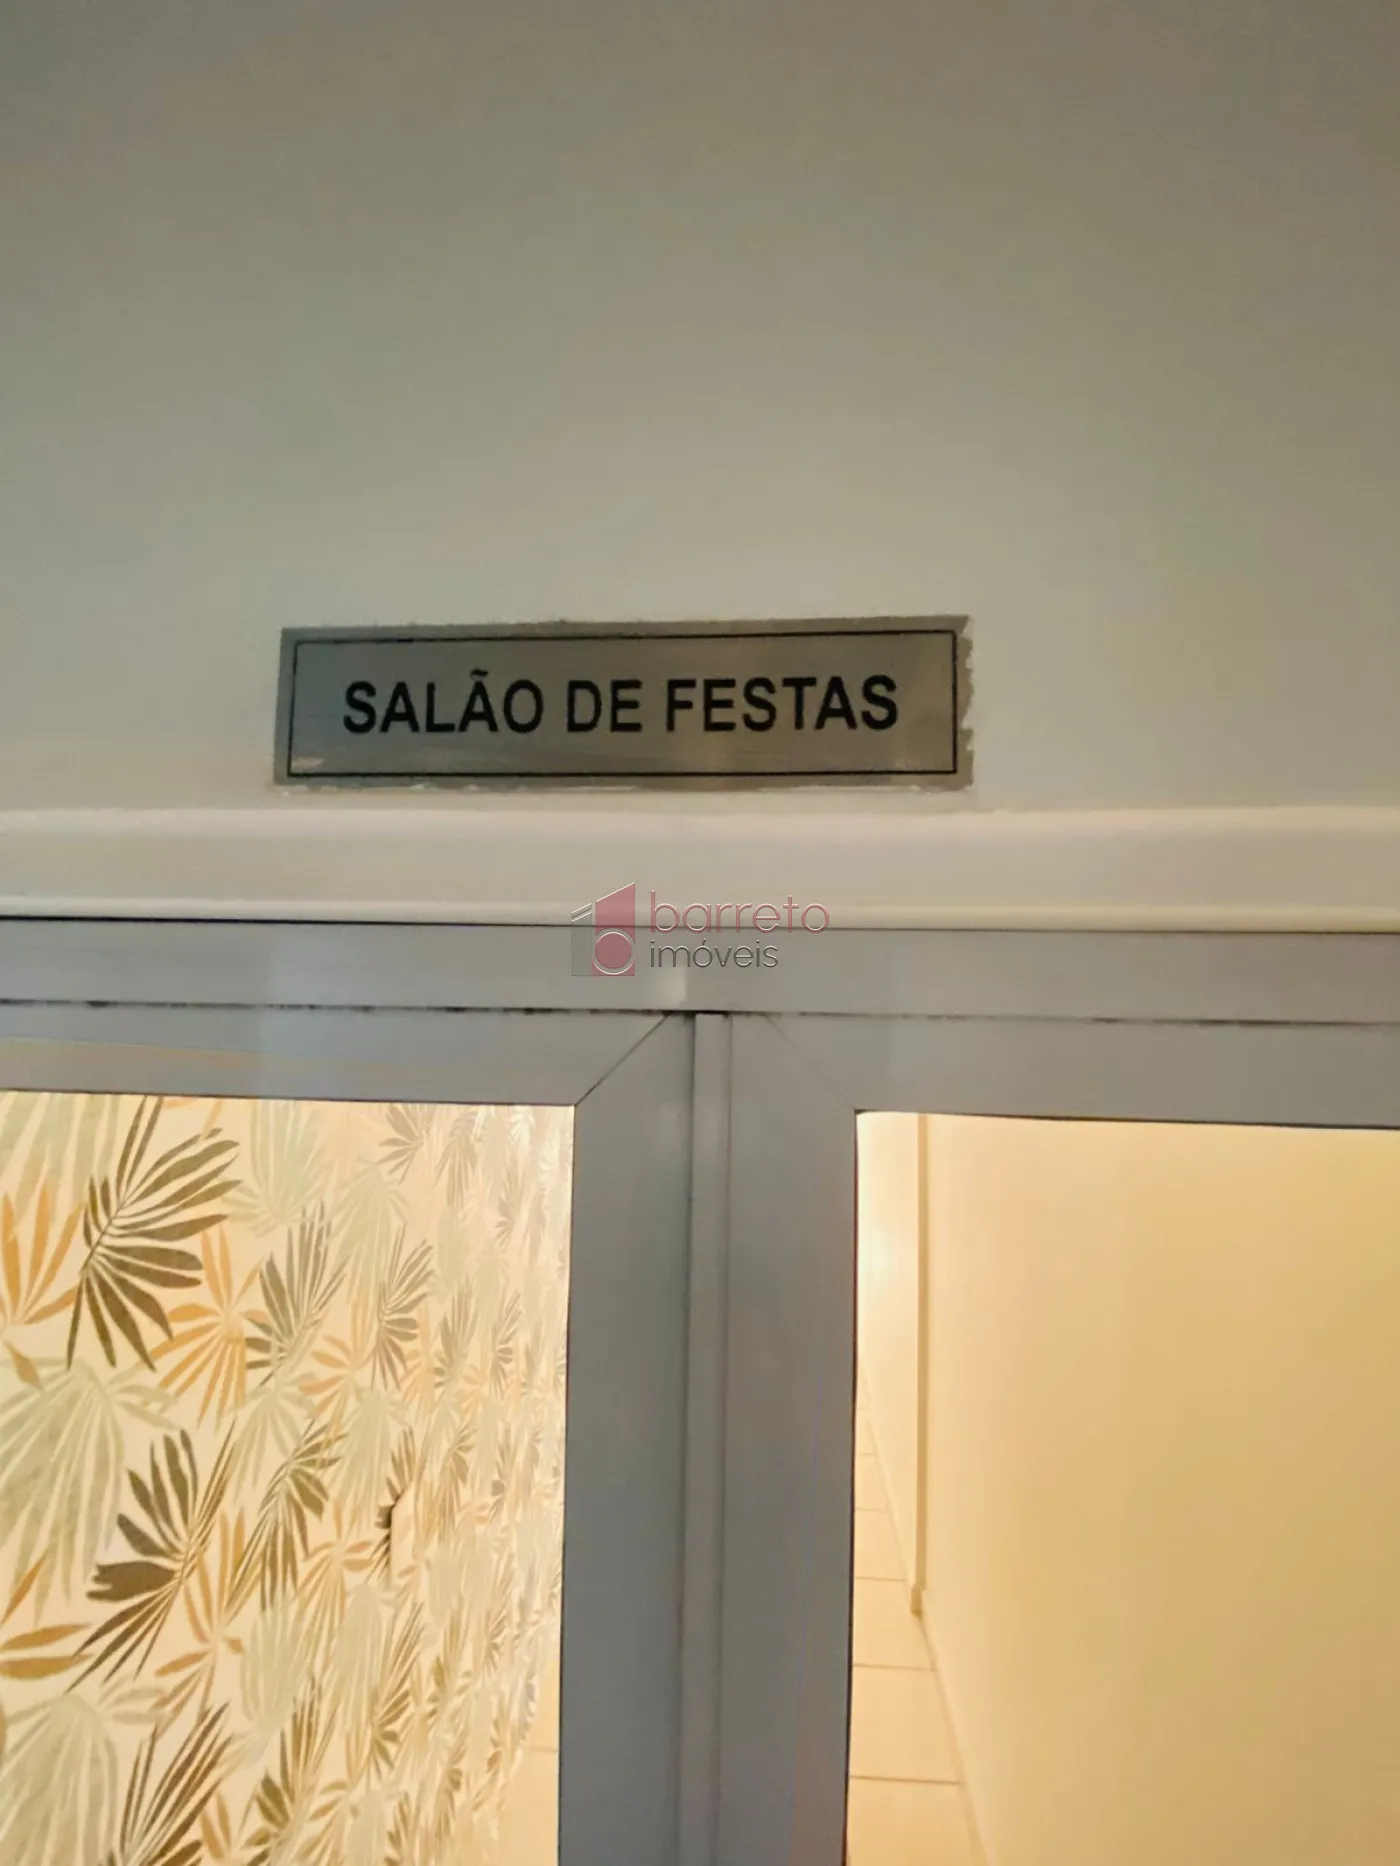 SALÃO DE FESTAS
barreto
imóveis